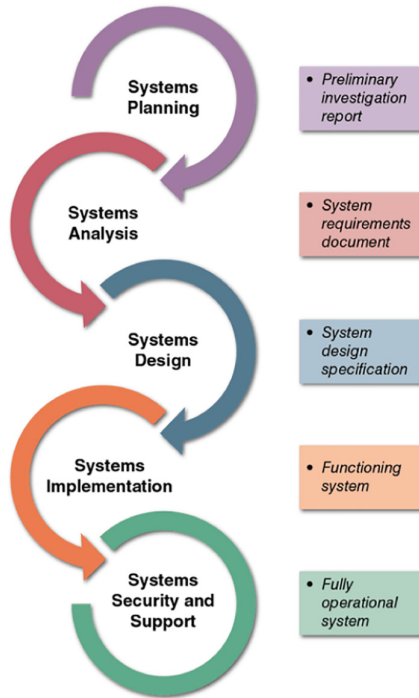 Systems
Planning
• Preliminary
investigation
report
Systems
Analysis
• System
requirements
document
Systems
Design
• System
design
specification
Systems
Implementation
• Functioning
system
Systems
Security and
Support
• Fully
operational
system